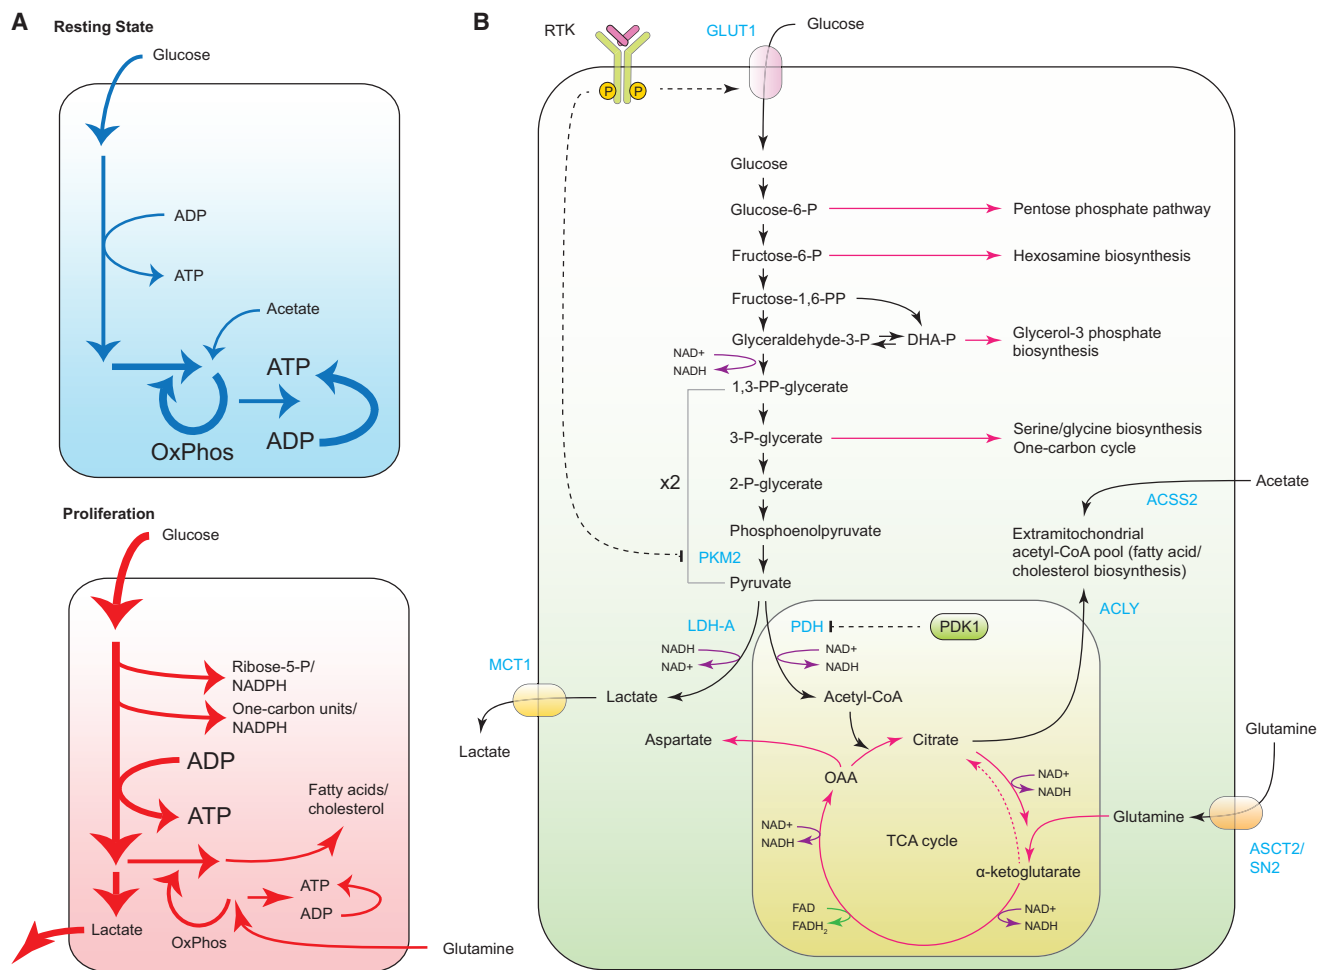 A
Resting State
Glucose
ADP
ATP
Acetate
ATP
ADP
OxPhos
Proliferation
Glucose
Ribose-5-P/
NADPH
One-carbon units/
NADPH
ADP
ATP
Fatty acids/
cholesterol
ATP
ADP
Lactate
OxPhos
Glutamine
B
RTK
P
P
GLUT1
Glucose
Glucose
Glucose-6-P
Pentose phosphate pathway
Fructose-6-P
Hexosamine biosynthesis
Fructose-1,6-PP
Glyceraldehyde-3-P
DHA-P
Glycerol-3 phosphate
biosynthesis
NAD+
NADH
1,3-PP-glycerate
3-P-glycerate
Serine/glycine biosynthesis
One-carbon cycle
x2
2-P-glycerate
Acetate
ACSS2
Phosphoenolpyruvate
Extramitochondrial
acetyl-CoA pool (fatty acid/
cholesterol biosynthesis)
PKM2
Pyruvate
ACLY
LDH-A
PDH
PDK1
NADH
NAD+
NAD+
NADH
MCT1
Lactate
Acetyl-CoA
Lactate
Aspartate
Citrate
Glutamine
OAA
NAD+
NADH
NAD+
NADH
TCA cycle
Glutamine
ASCT2/
SN2
α-ketoglutarate
FAD
FADH2
NAD+
NADH